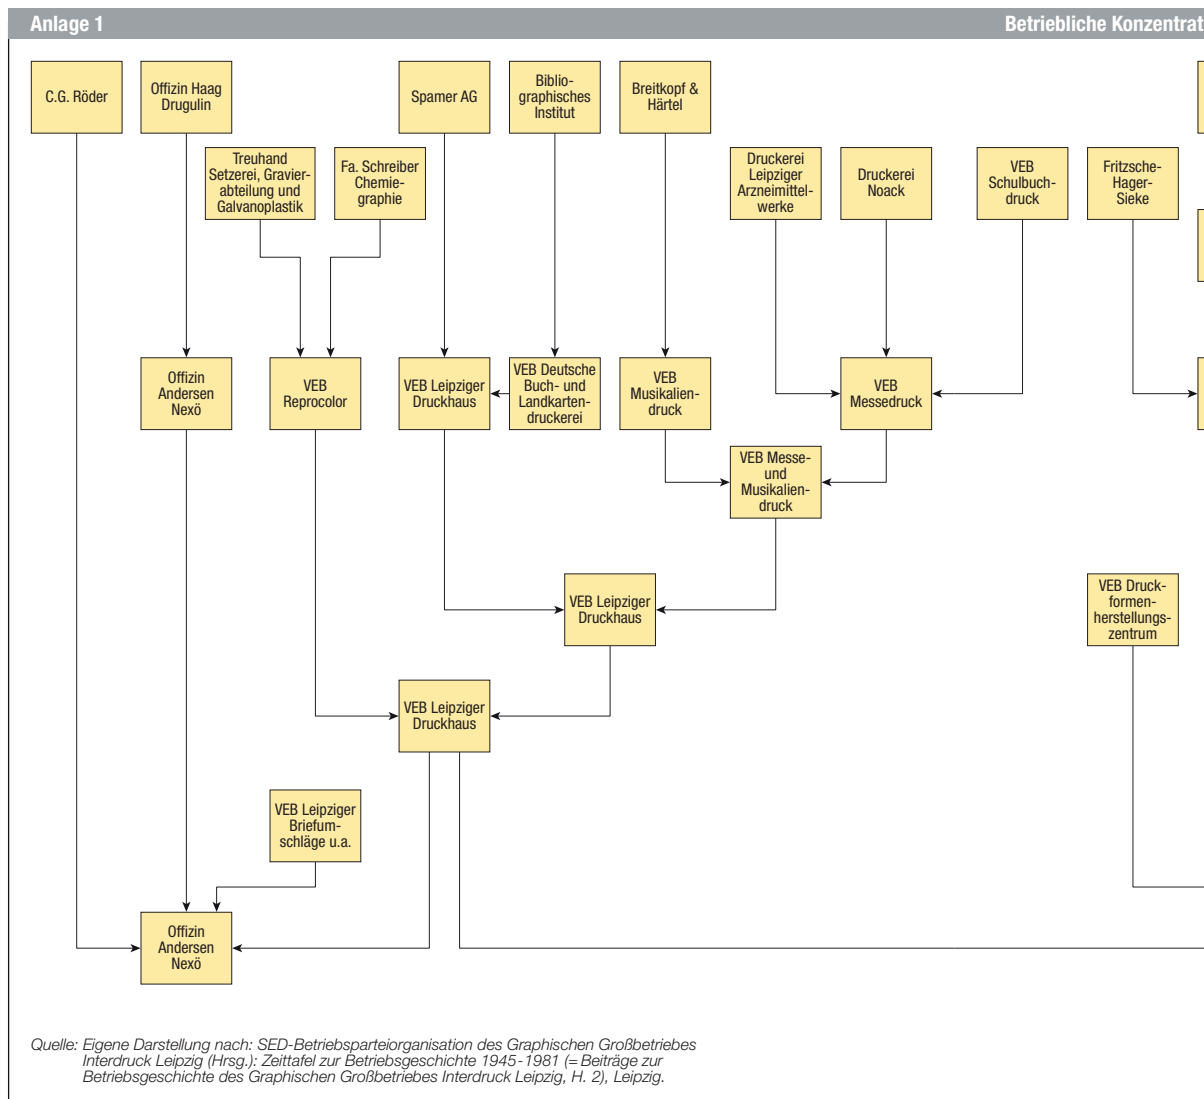 Anlage 1
Betriebliche Konzentrat
C.G. Röder
Offizin Haag
Drugulin
Spamer AG
Biblio-
graphisches
Institut
Breitkopf &
Härtel
Treuhand
Setzerei, Gravier-
abteilung und
Galvanoplastik
Fa. Schreiber
Chemie-
graphie
Druckerei
Leipziger
Arzneimittel-
werke
Druckerei
Noack
VEB
Schulbuch-
druck
Fritzsche-
Hager-
Sieke
Offizin
Andersen
Nexö
VEB
Reprocolor
VEB Leipziger
Druckhaus
VEB Deutsche
Buch- und
Landkarten-
druckerei
VEB
Musikalien-
druck
VEB
Messedruck
VEB Messe-
und
Musikalien-
druck
VEB Leipziger
Druckhaus
VEB Druck-
formen-
herstellungs-
zentrum
VEB Leipziger
Druckhaus
VEB Leipziger
Briefum-
schläge u.a.
Offizin
Andersen
Nexö
Quelle: Eigene Darstellung nach: SED-Betriebsparteiorganisation des Graphischen Großbetriebes
Interdruck Leipzig (Hrsg.): Zeittafel zur Betriebsgeschichte 1945-1981 (=Beiträge zur
Betriebsgeschichte des Graphischen Großbetriebes Interdruck Leipzig, H. 2), Leipzig.